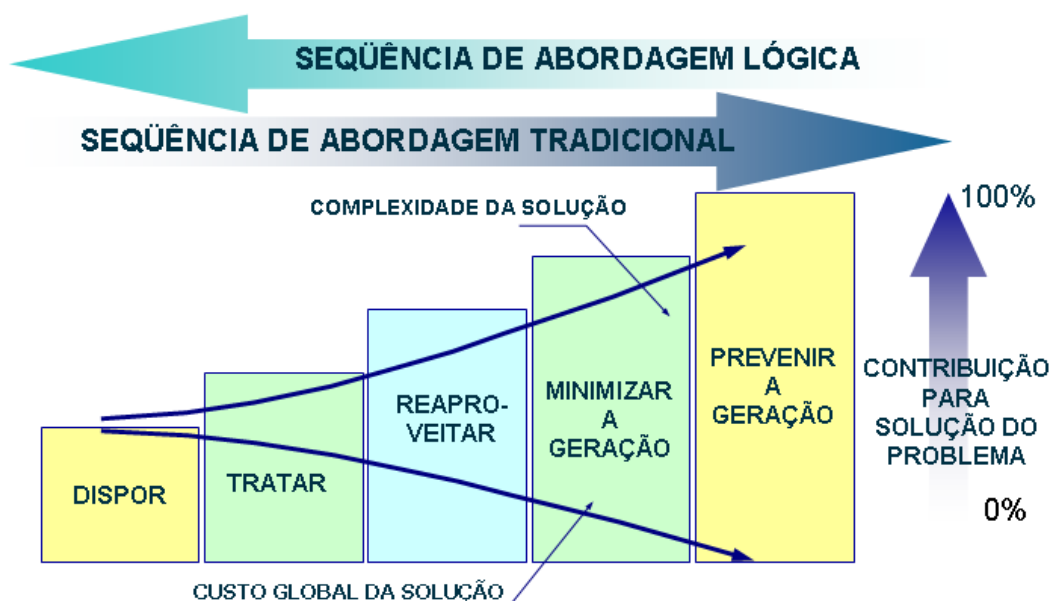 SEQÜÊNCIA DE ABORDAGEM LÓGICA
SEQÜÊNCIA DE ABORDAGEM TRADICIONAL
COMPLEXIDADE DA SOLUÇÃO
100%
DISPOR
TRATAR
REAPRO-
VEITAR
MINIMIZAR
A
GERAÇÃO
PREVENIR
A
GERAÇÃO
CONTRIBUIÇÃO
PARA
SOLUÇÃO DO
PROBLEMA
0%
CUSTO GLOBAL DA SOLUÇÃO